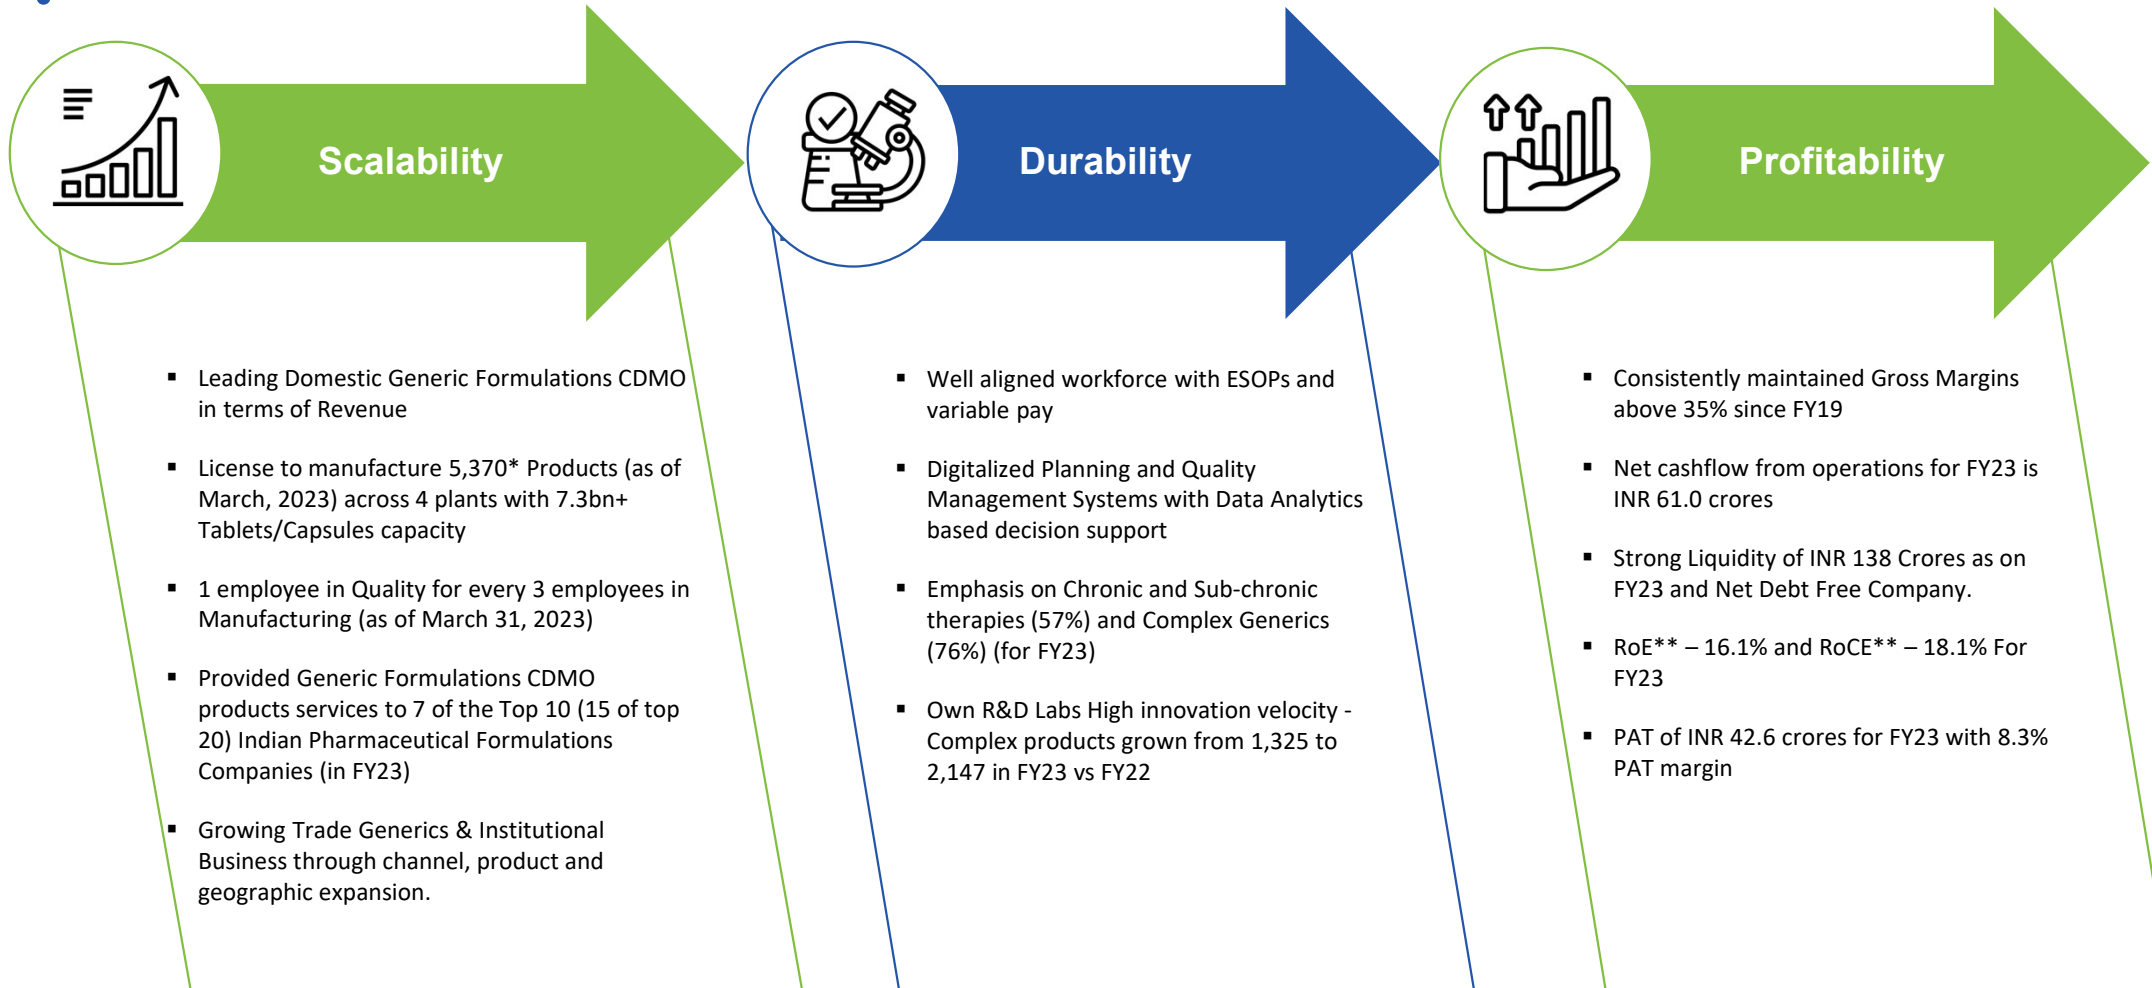 Scalability
▪ Leading Domestic Generic Formulations CDMO
in terms of Revenue
▪ License to manufacture 5,370* Products (as of
March, 2023) across 4 plants with 7.3bn+
Tablets/Capsules capacity
▪ 1 employee in Quality for every 3 employees in
Manufacturing (as of March 31, 2023)
▪ Provided Generic Formulations CDMO
products services to 7 of the Top 10 (15 of top
20) Indian Pharmaceutical Formulations
Companies (in FY23)
▪ Growing Trade Generics & Institutional
Business through channel, product and
geographic expansion.
Durability
▪ Well aligned workforce with ESOPs and
variable pay
▪ Digitalized Planning and Quality
Management Systems with Data Analytics
based decision support
▪ Emphasis on Chronic and Sub-chronic
therapies (57%) and Complex Generics
(76%) (for FY23)
▪ Own R&D Labs High innovation velocity -
Complex products grown from 1,325 to
2,147 in FY23 vs FY22
Profitability
▪ Consistently maintained Gross Margins
above 35% since FY19
▪ Net cashflow from operations for FY23 is
INR 61.0 crores
▪ Strong Liquidity of INR 138 Crores as on
FY23 and Net Debt Free Company.
▪ RoE** – 16.1% and RoCE** – 18.1% For
FY23
▪ PAT of INR 42.6 crores for FY23 with 8.3%
PAT margin